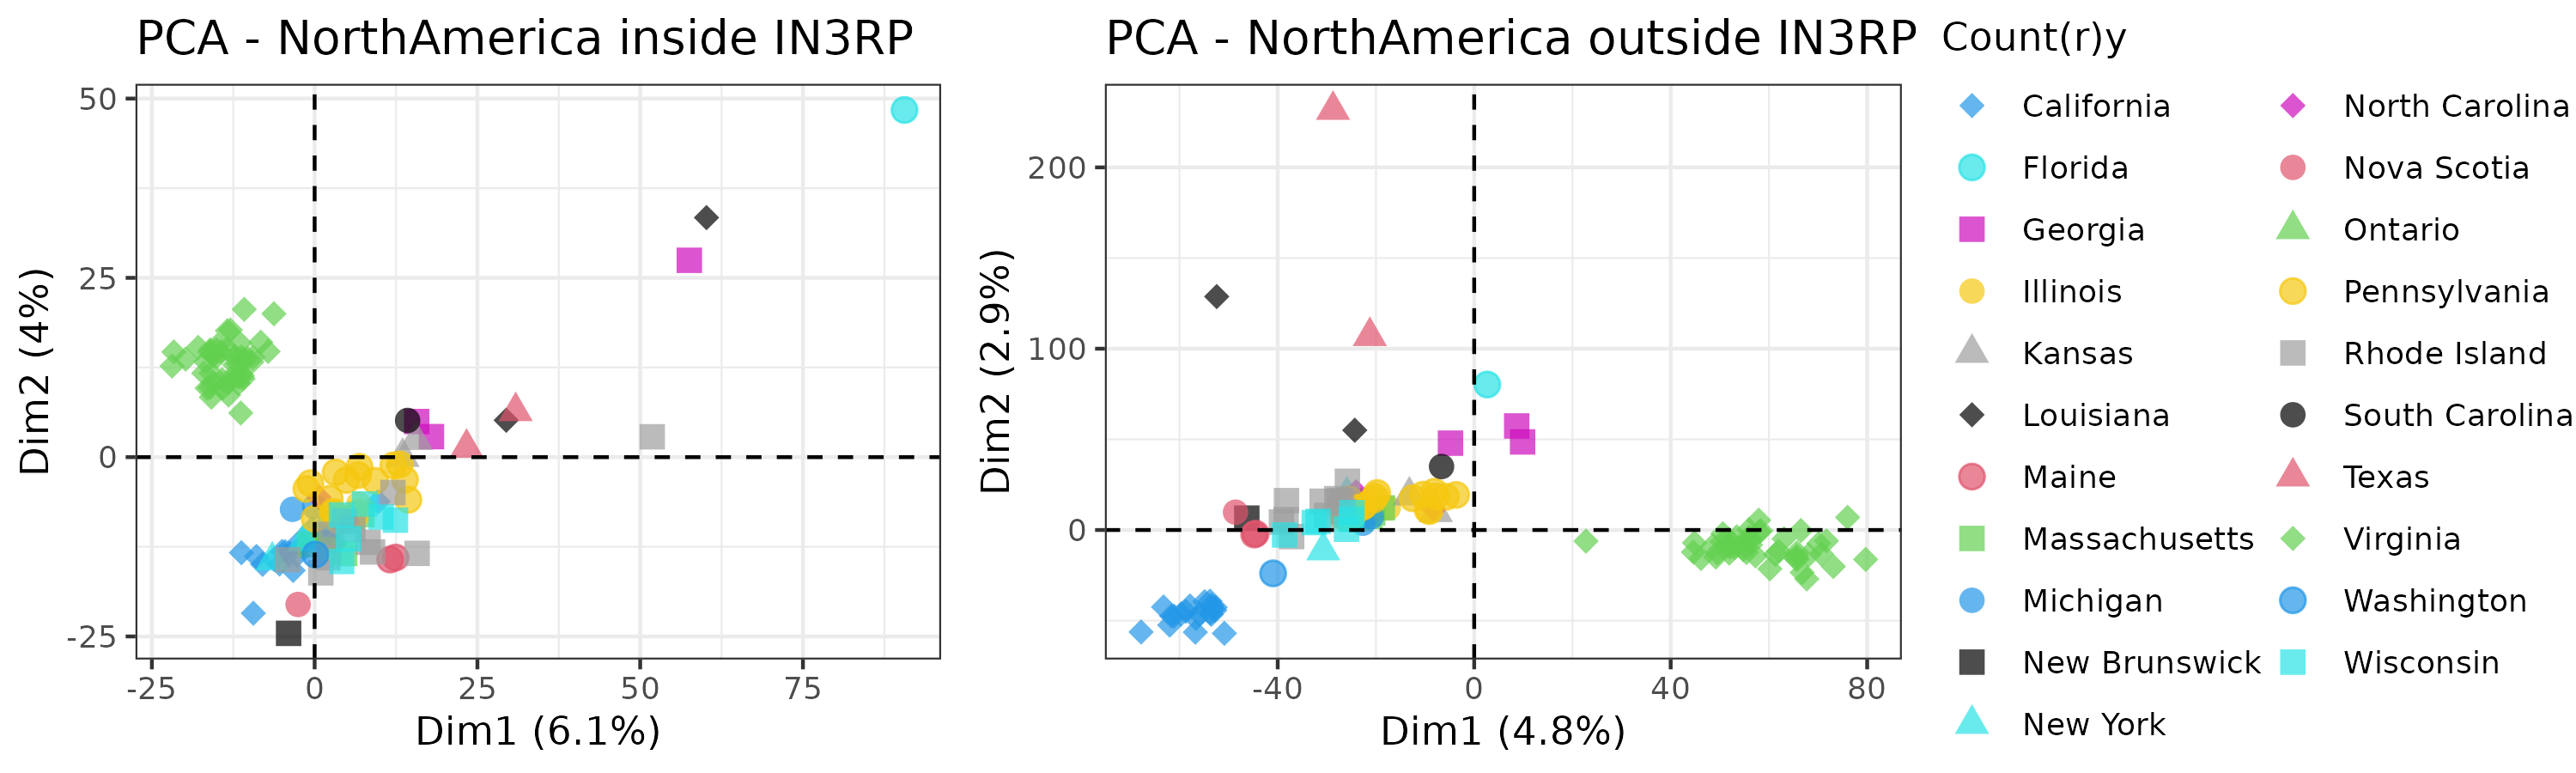 PCA - NorthAmerica inside IN3RP
50
25
0
-25
Dim2 (4%)
-25
0
25
50
75
Dim1 (6.1%)
PCA - NorthAmerica outside IN3RP
200
100
0
Dim2 (2.9%)
-40
0
40
80
Dim1 (4.8%)
Count(r)y
California
Florida
Georgia
Illinois
Kansas
Louisiana
Maine
Massachusetts
Michigan
New Brunswick
New York
North Carolina
Nova Scotia
Ontario
Pennsylvania
Rhode Island
South Carolina
Texas
Virginia
Washington
Wisconsin